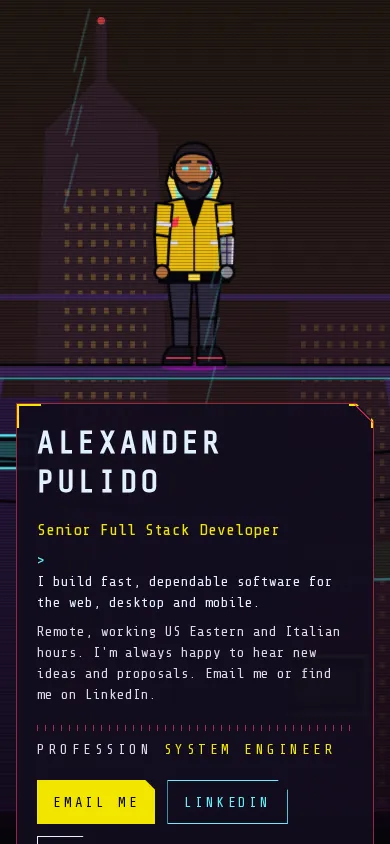 ALEXANDER
PULIDO
Senior Full Stack Developer
>
I build fast, dependable software for
the web, desktop and mobile.
Remote, working US Eastern and Italian
hours. I'm always happy to hear new
ideas and proposals. Email me or find
me on LinkedIn.
PROFESSION SYSTEM ENGINEER
EMAIL ME LINKEDIN